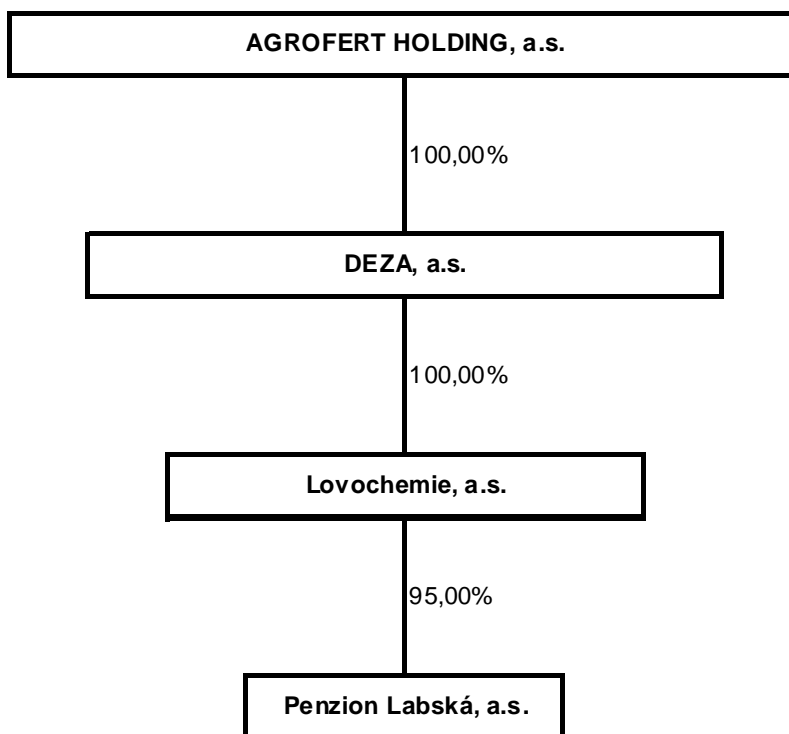 AGROFERT HOLDING, a.s.
100,00%
DEZA, a.s.
100,00%
Lovochemie, a.s.
95,00%
Penzion Labská, a.s.